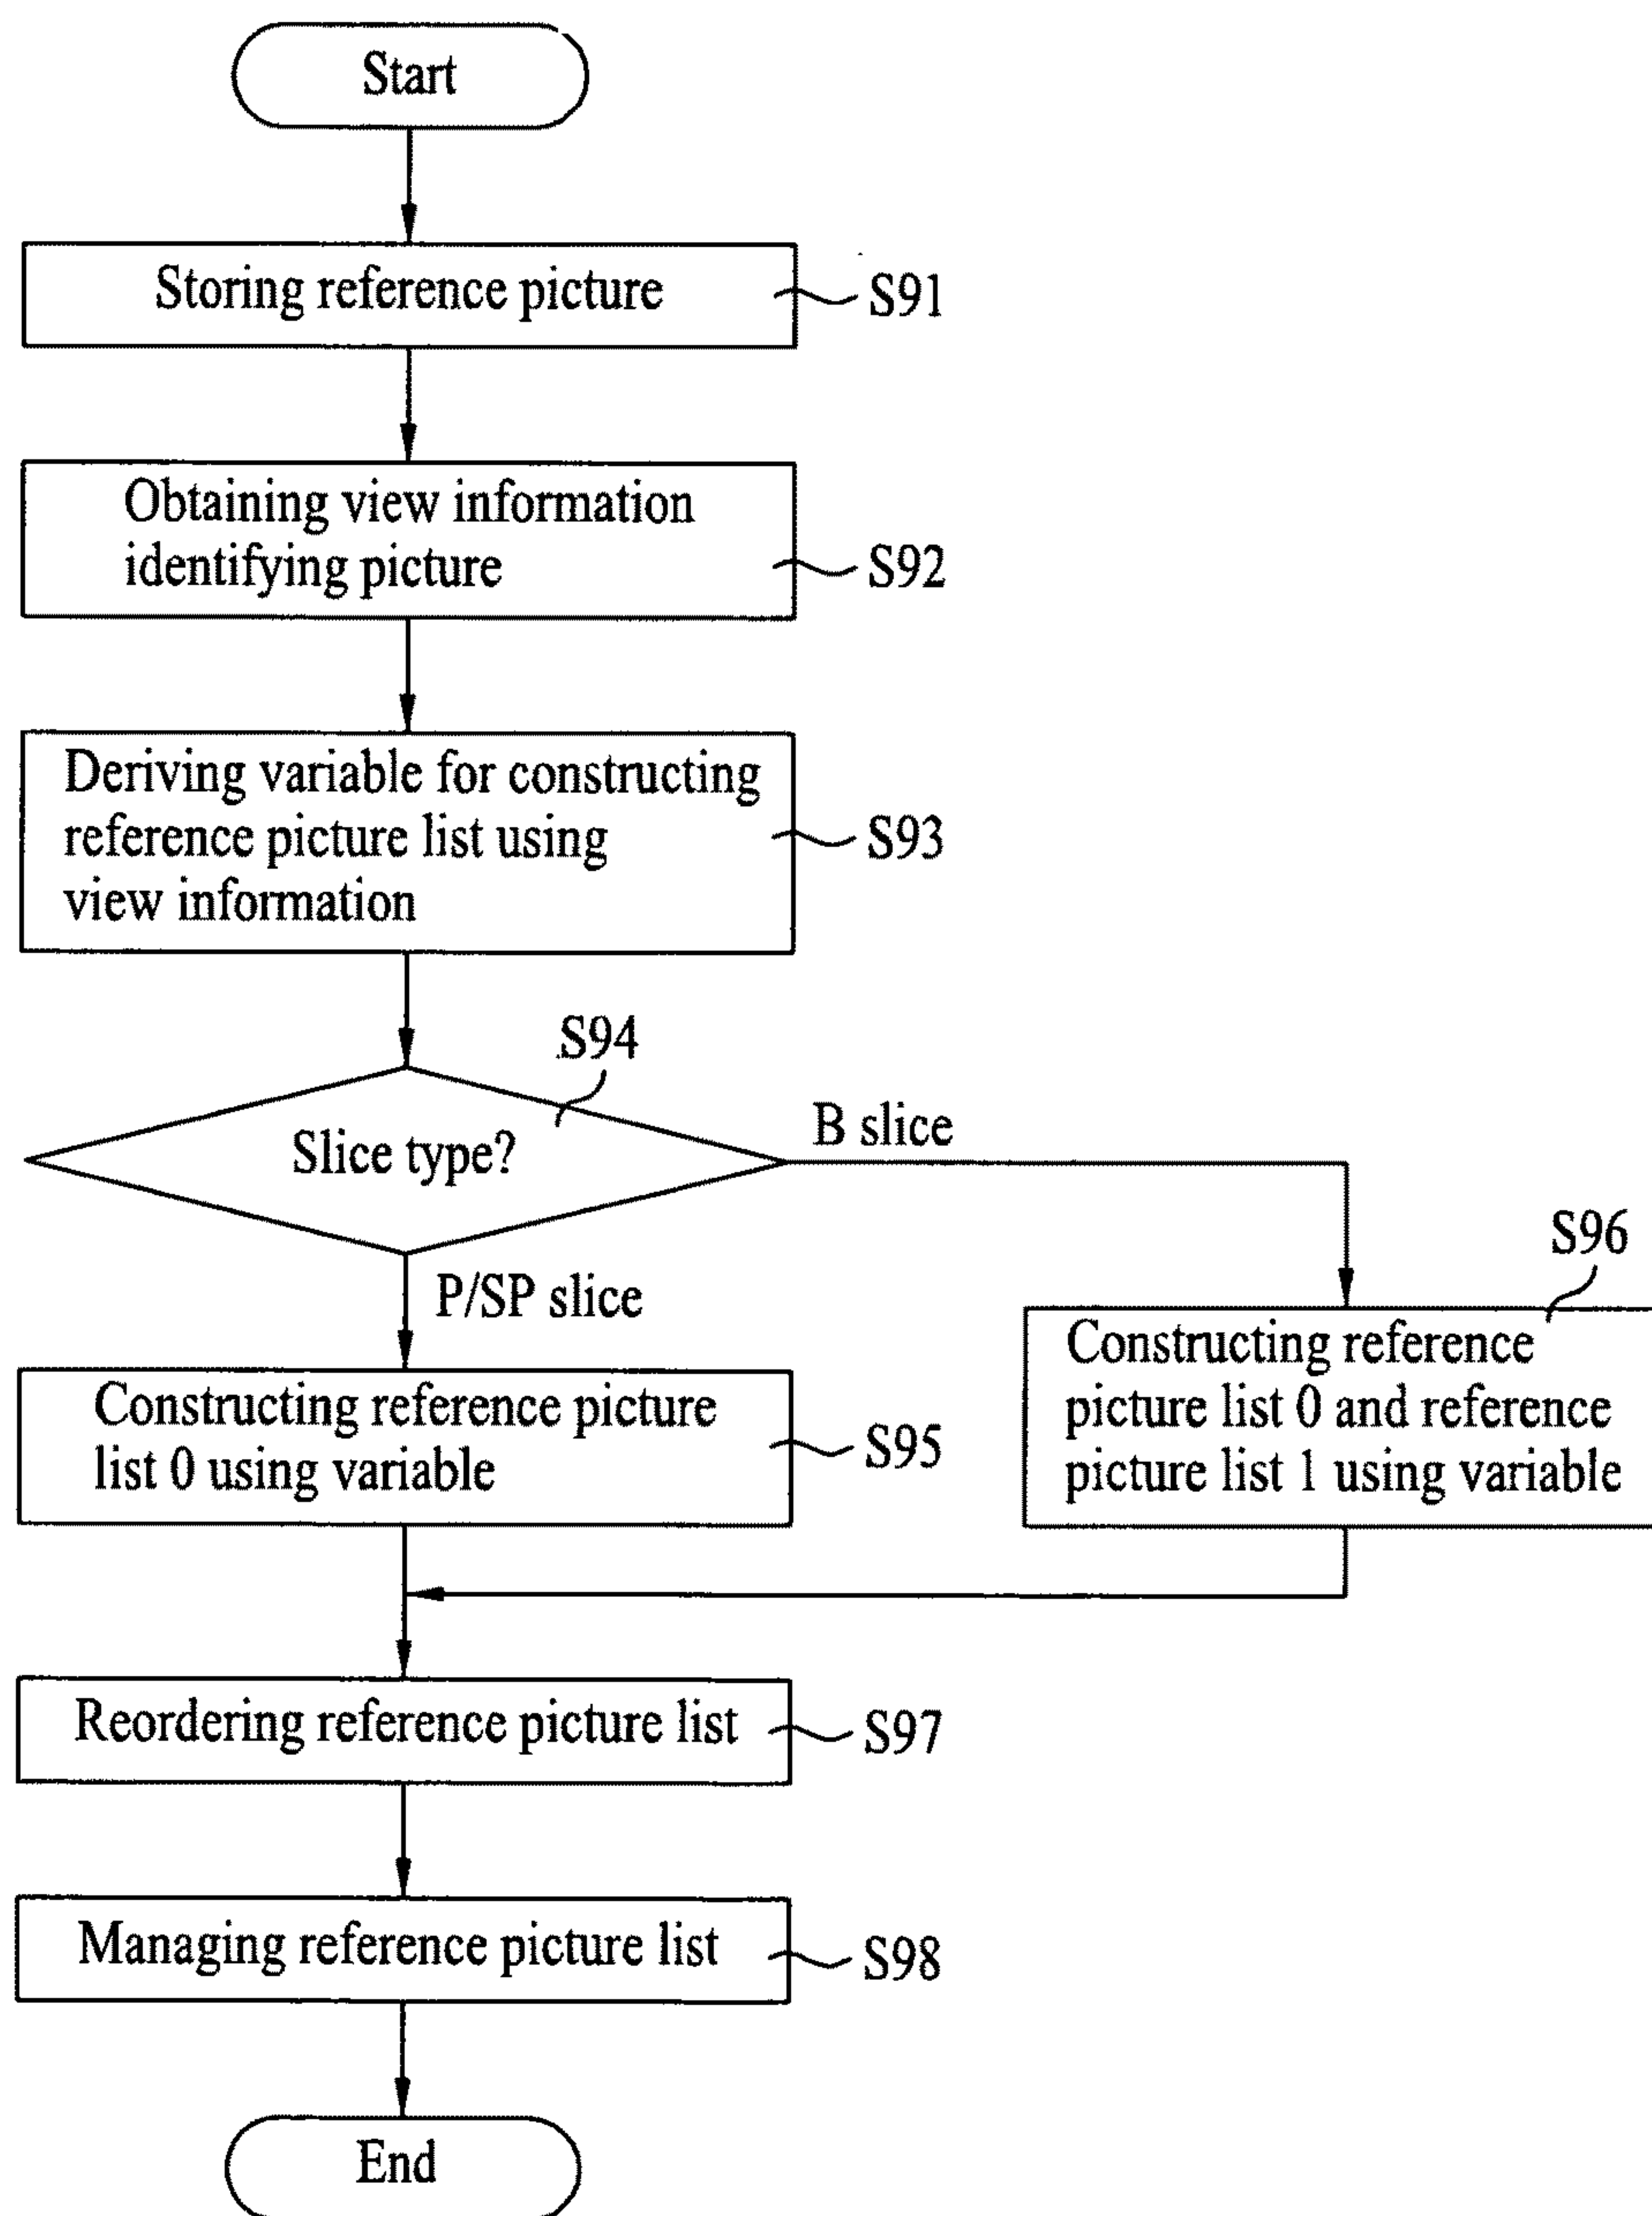 Start
Storing reference picture
S91
Obtaining view information
identifying picture
S92
Deriving variable for constructing
reference picture list using
view information
S93
S94
Slice type?
B slice
P/SP slice
S96
Constructing reference
picture list 0 and reference
picture list 1 using variable
Constructing reference picture
list 0 using variable
S95
Reordering reference picture list
S97
Managing reference picture list
S98
End